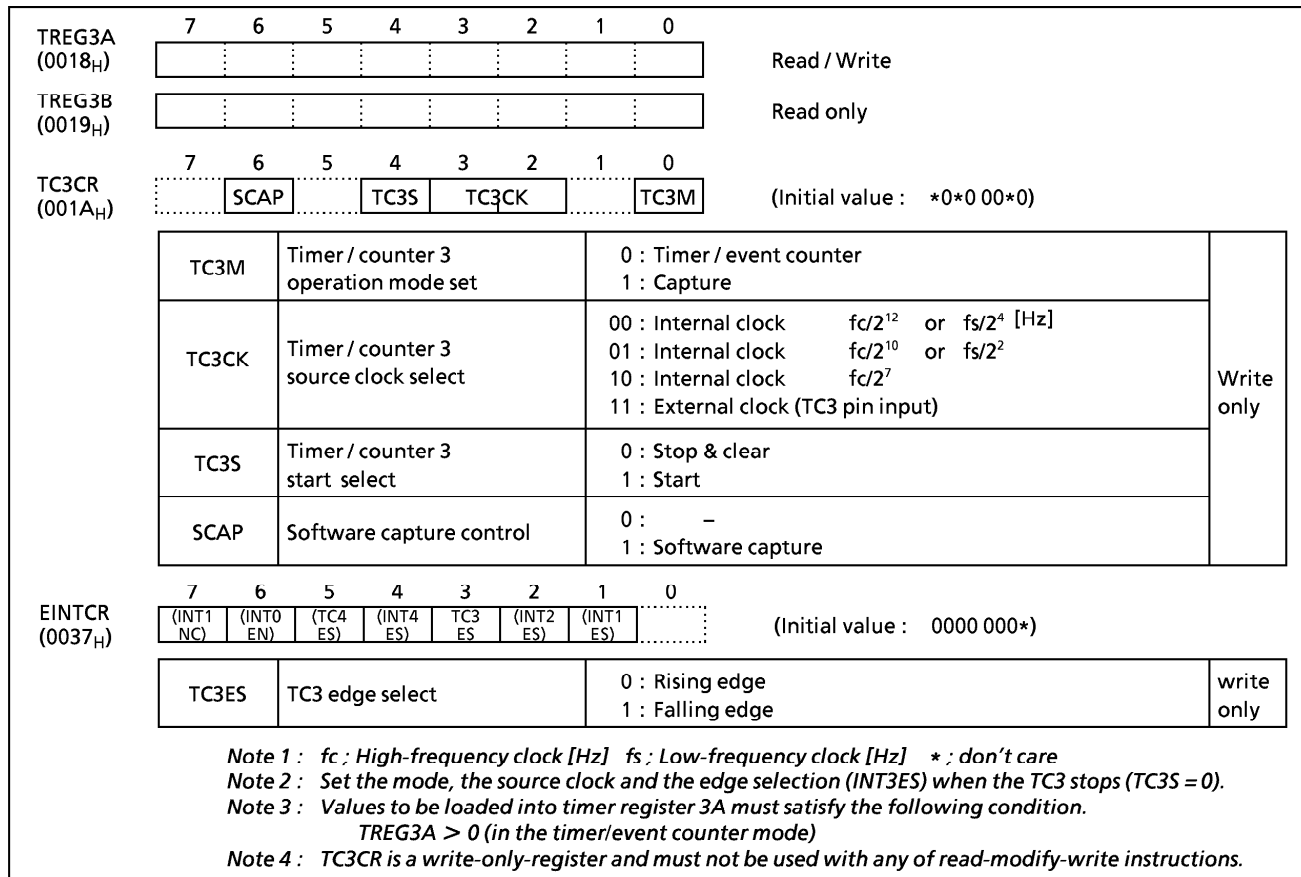 7 6 5 4 3 2 1 0
TREG3A
(0018H) Read / Write
TREG3B
(0019H) Read only
7 6 5 4 3 2 1 0
TC3CR
(001AH) SCAP TC3S TC3CK TC3M (Initial value : *0*0 00*0)
TC3M Timer / counter 3 operation mode set
0 : Timer / event counter
1 : Capture
TC3CK Timer / counter 3 source clock select
00 : Internal clock fc/2¹² or fs/2⁴ [Hz]
01 : Internal clock fc/2¹⁰ or fs/2²
10 : Internal clock fc/2⁷
11 : External clock (TC3 pin input)
TC3S Timer / counter 3 start select
0 : Stop & clear
1 : Start
SCAP Software capture control
0 : –
1 : Software capture
Write only
7 6 5 4 3 2 1 0
EINTCR
(0037H) (INT1 NC) (INT0 EN) (TC4 ES) (INT4 ES) TC3 ES (INT2 ES) (INT1 ES) (Initial value : 0000 000*)
TC3ES TC3 edge select
0 : Rising edge
1 : Falling edge
write only
Note 1 : fc ; High-frequency clock [Hz] fs ; Low-frequency clock [Hz] * ; don't care
Note 2 : Set the mode, the source clock and the edge selection (INT3ES) when the TC3 stops (TC3S = 0).
Note 3 : Values to be loaded into timer register 3A must satisfy the following condition.
TREG3A > 0 (in the timer/event counter mode)
Note 4 : TC3CR is a write-only-register and must not be used with any of read-modify-write instructions.